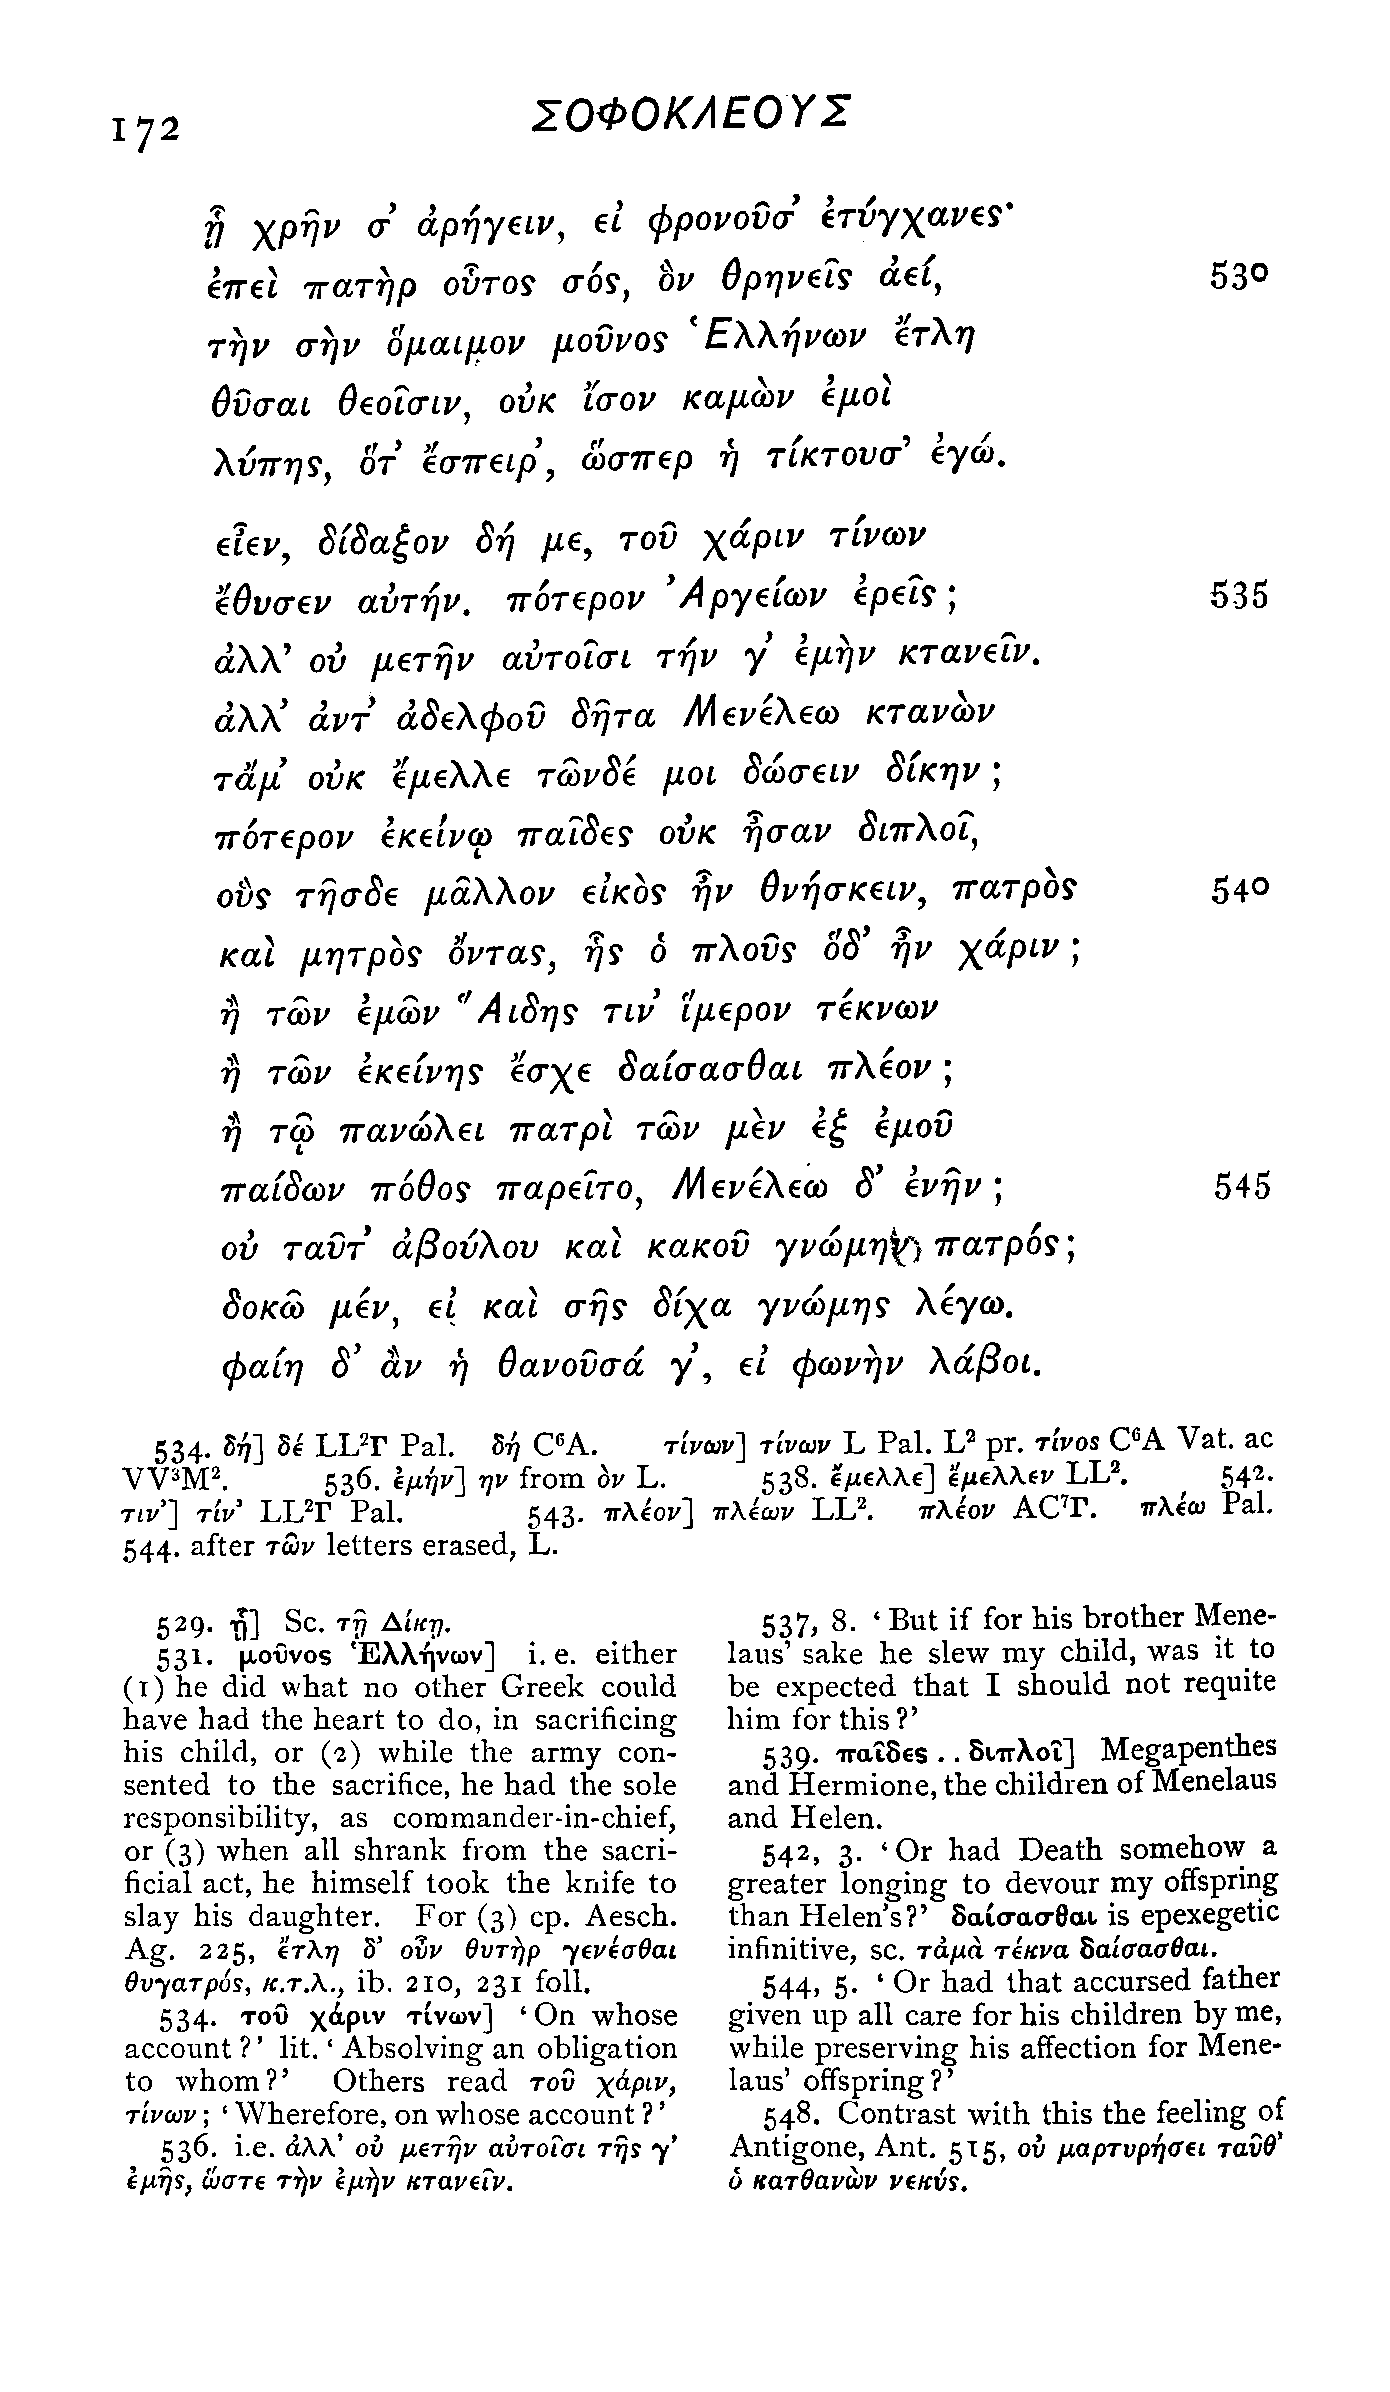 172
ΣΟΦΟΚΛΕΟΥΣ
ᾗ χρῆν σ’ ἀρήγειν, εἰ φρονοῦσ’ ἐτύγχανες·
ἐπεὶ πατὴρ οὗτος σός, ὃν θρηνεῖς ἀεί, 530
τὴν σὴν ὅμαιμον μοῦνος Ἑλλήνων ἔτλη
θῦσαι θεοῖσιν, οὐκ ἴσον καμὼν ἐμοὶ
λύπης, ὅτ’ ἔσπειρ’, ὥσπερ ἡ τίκτουσ’ ἐγώ.
εἶεν, δίδαξον δή με, τοῦ χάριν τίνων
ἔθυσεν αὐτήν. πότερον Ἀργείων ἐρεῖς; 535
ἀλλ’ οὐ μετῆν αὐτοῖσι τήν γ’ ἐμὴν κτανεῖν.
ἀλλ’ ἀντ’ ἀδελφοῦ δῆτα Μενέλεω κτανὼν
τἄμ’ οὐκ ἔμελλε τῶνδέ μοι δώσειν δίκην;
πότερον ἐκείνῳ παῖδες οὐκ ἦσαν διπλοῖ,
οὓς τῆσδε μᾶλλον εἰκὸς ἦν θνήσκειν, πατρὸς 540
καὶ μητρὸς ὄντας, ἧς ὁ πλοῦς ὅδ’ ἦν χάριν;
ἢ τῶν ἐμῶν Ἅιδης τιν’ ἵμερον τέκνων
ἢ τῶν ἐκείνης ἔσχε δαίσασθαι πλέον;
ἢ τῷ πανώλει πατρὶ τῶν μὲν ἐξ ἐμοῦ
παίδων πόθος παρεῖτο, Μενέλεω δ’ ἐνῆν; 545
οὐ ταῦτ’ ἀβούλου καὶ κακοῦ γνώμην πατρός;
δοκῶ μέν, εἰ καὶ σῆς δίχα γνώμης λέγω.
φαίη δ’ ἂν ἡ θανοῦσά γ’, εἰ φωνὴν λάβοι.
534. δή] δέ LL²Γ Pal. δή C⁶A. τίνων] τίνων L Pal. L² pr. τίνος C⁶A Vat. ac
VV³M². 536. ἐμήν] ην from ὸν L. 538. ἔμελλε] ἔμελλεν LL². 542.
τιν’] τίν’ LL²Γ Pal. 543. πλέον] πλέων LL². πλέον AC⁷Γ. πλέω Pal.
544. after τῶν letters erased, L.
529. ᾗ] Sc. τῇ Δίκῃ.
531. μοῦνος Ἑλλήνων] i. e. either
(1) he did what no other Greek could
have had the heart to do, in sacrificing
his child, or (2) while the army con-
sented to the sacrifice, he had the sole
responsibility, as commander-in-chief,
or (3) when all shrank from the sacri-
ficial act, he himself took the knife to
slay his daughter. For (3) cp. Aesch.
Ag. 225, ἔτλη δ’ οὖν θυτὴρ γενέσθαι
θυγατρός, κ.τ.λ., ib. 210, 231 foll.
534. τοῦ χάριν τίνων] ‘On whose
account?’ lit. ‘Absolving an obligation
to whom?’ Others read τοῦ χάριν,
τίνων; ‘Wherefore, on whose account?’
536. i.e. ἀλλ’ οὐ μετῆν αὐτοῖσι τῆς γ’
ἐμῆς, ὥστε τὴν ἐμὴν κτανεῖν.
537, 8. ‘But if for his brother Mene-
laus’ sake he slew my child, was it to
be expected that I should not requite
him for this?’
539. παῖδες .. διπλοῖ] Megapenthes
and Hermione, the children of Menelaus
and Helen.
542, 3. ‘Or had Death somehow a
greater longing to devour my offspring
than Helen’s?’ δαίσασθαι is epexegetic
infinitive, sc. τἀμὰ τέκνα δαίσασθαι.
544, 5. ‘Or had that accursed father
given up all care for his children by me,
while preserving his affection for Mene-
laus’ offspring?’
548. Contrast with this the feeling of
Antigone, Ant. 515, οὐ μαρτυρήσει ταῦθ’
ὁ κατθανὼν νεκύς.